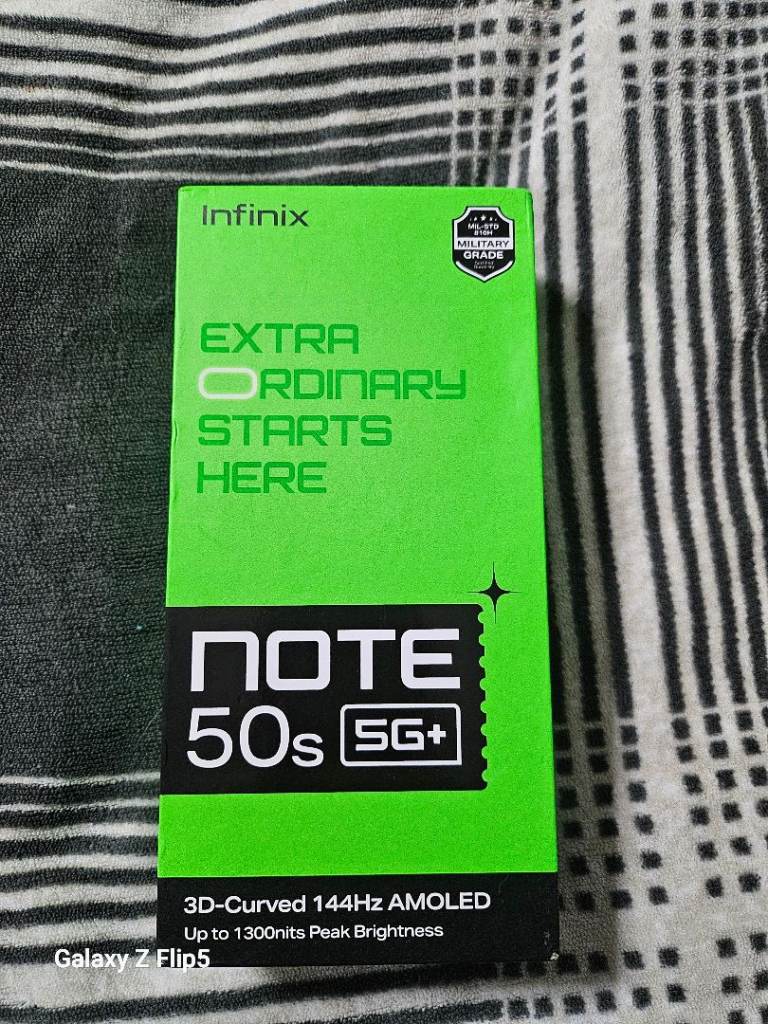 Infinix
MIL-STD
810H
MILITARY
GRADE
EXTRA
ORDINARY
STARTS
HERE
NOTE
50s 5G+
3D-Curved 144Hz AMOLED
Up to 1300nits Peak Brightness
Galaxy Z Flip5